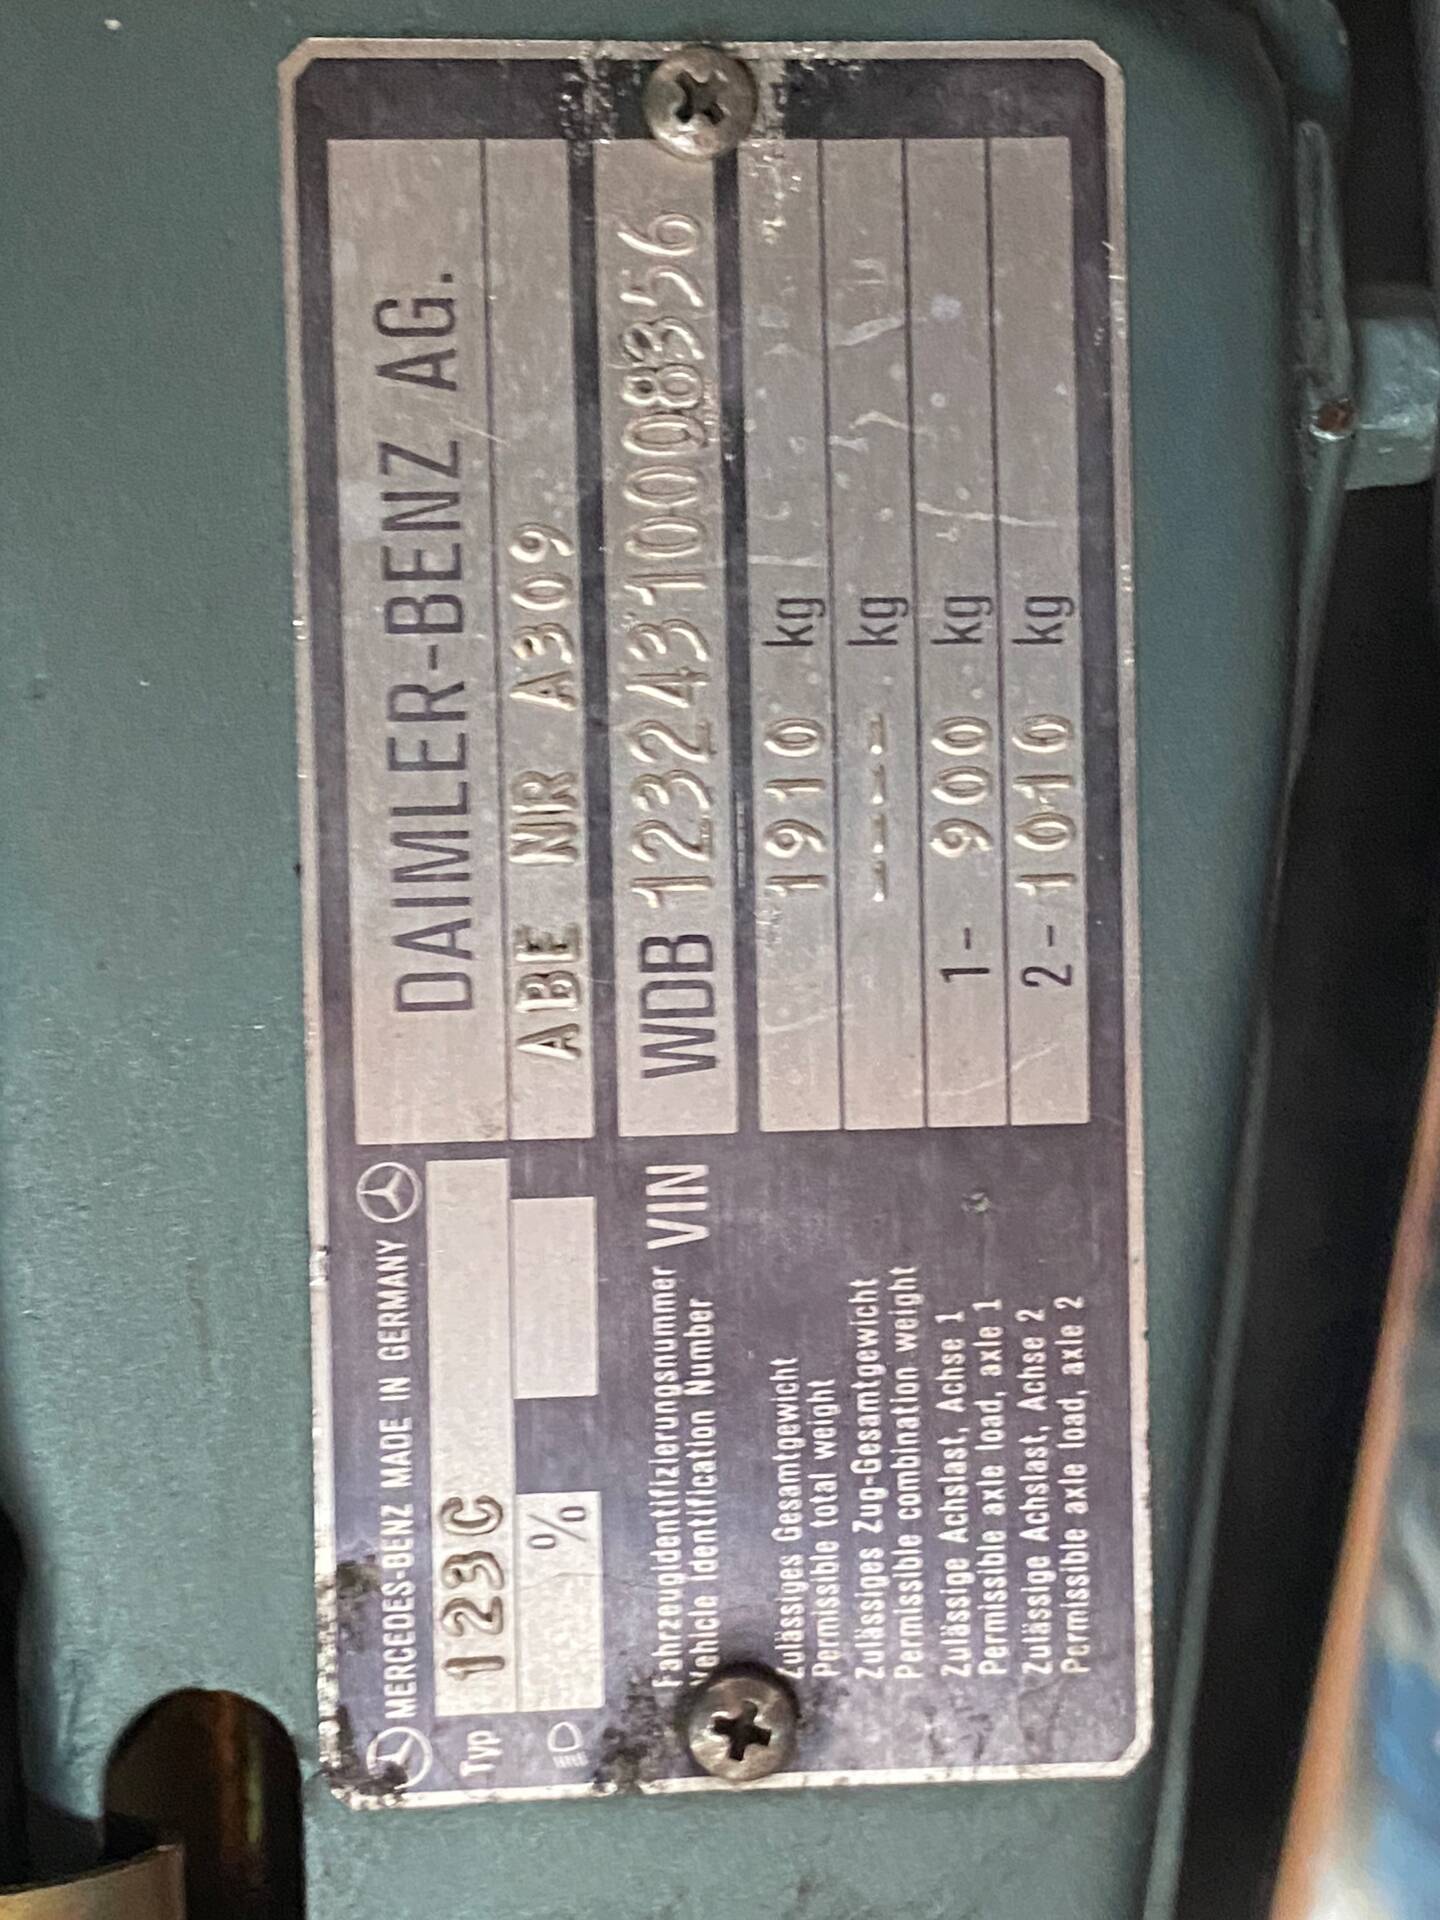 MERCEDES-BENZ MADE IN GERMANY
DAIMLER-BENZ AG.
Typ 123C
ABE NR A309
%
Fahrzeugidentifizierungsnummer
Vehicle Identification Number
VIN
WDB 12324310008356
Zulässiges Gesamtgewicht
Permissible total weight
1910 kg
Zulässiges Zug-Gesamtgewicht
Permissible combination weight
---- kg
Zulässige Achslast, Achse 1
Permissible axle load, axle 1
1- 900 kg
Zulässige Achslast, Achse 2
Permissible axle load, axle 2
2- 1010 kg